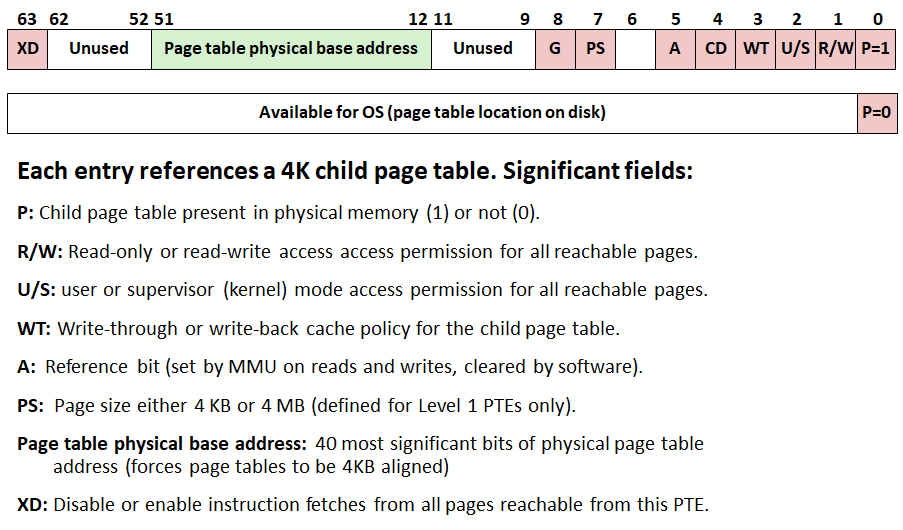 63 62 52 51 12 11 9 8 7 6 5 4 3 2 1 0
XD Unused Page table physical base address Unused G PS A CD WT U/S R/W P=1
Available for OS (page table location on disk) P=0
Each entry references a 4K child page table. Significant fields:
P: Child page table present in physical memory (1) or not (0).
R/W: Read-only or read-write access access permission for all reachable pages.
U/S: user or supervisor (kernel) mode access permission for all reachable pages.
WT: Write-through or write-back cache policy for the child page table.
A: Reference bit (set by MMU on reads and writes, cleared by software).
PS: Page size either 4 KB or 4 MB (defined for Level 1 PTEs only).
Page table physical base address: 40 most significant bits of physical page table
address (forces page tables to be 4KB aligned)
XD: Disable or enable instruction fetches from all pages reachable from this PTE.